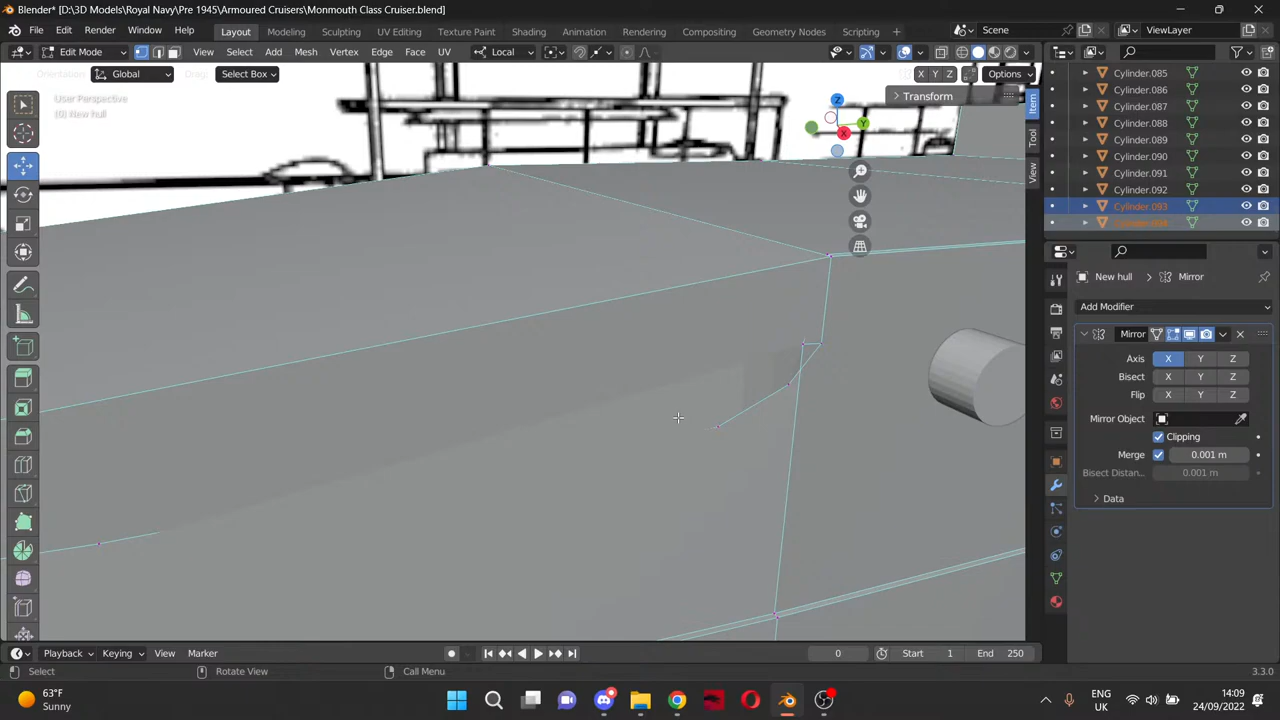 Blender* [D:\3D Models\Royal Navy\Pre 1945\Armoured Cruisers\Monmouth Class Cruiser.blend]
File Edit Render Window Help Layout Modeling Sculpting UV Editing Texture Paint Shading Animation Rendering Compositing Geometry Nodes Scripting Scene ViewLayer
Edit Mode View Select Add Mesh Vertex Edge Face UV Local
Orientation: Global Drag: Select Box X Y Z Options
User Perspective
(0) New hull
Transform
Item
Tool
View
Z
Y
X
Cylinder.085
Cylinder.086
Cylinder.087
Cylinder.088
Cylinder.089
Cylinder.090
Cylinder.091
Cylinder.092
Cylinder.093
New hull Mirror
Add Modifier
Mirror
Axis X Y Z
Bisect X Y Z
Flip X Y Z
Mirror Object
Clipping
Merge 0.001 m
Bisect Distan... 0.001 m
Data
Playback Keying View Marker 0 Start 1 End 250
Select Rotate View Call Menu 3.3.0
63°F
Sunny
ENG
UK
14:09
24/09/2022